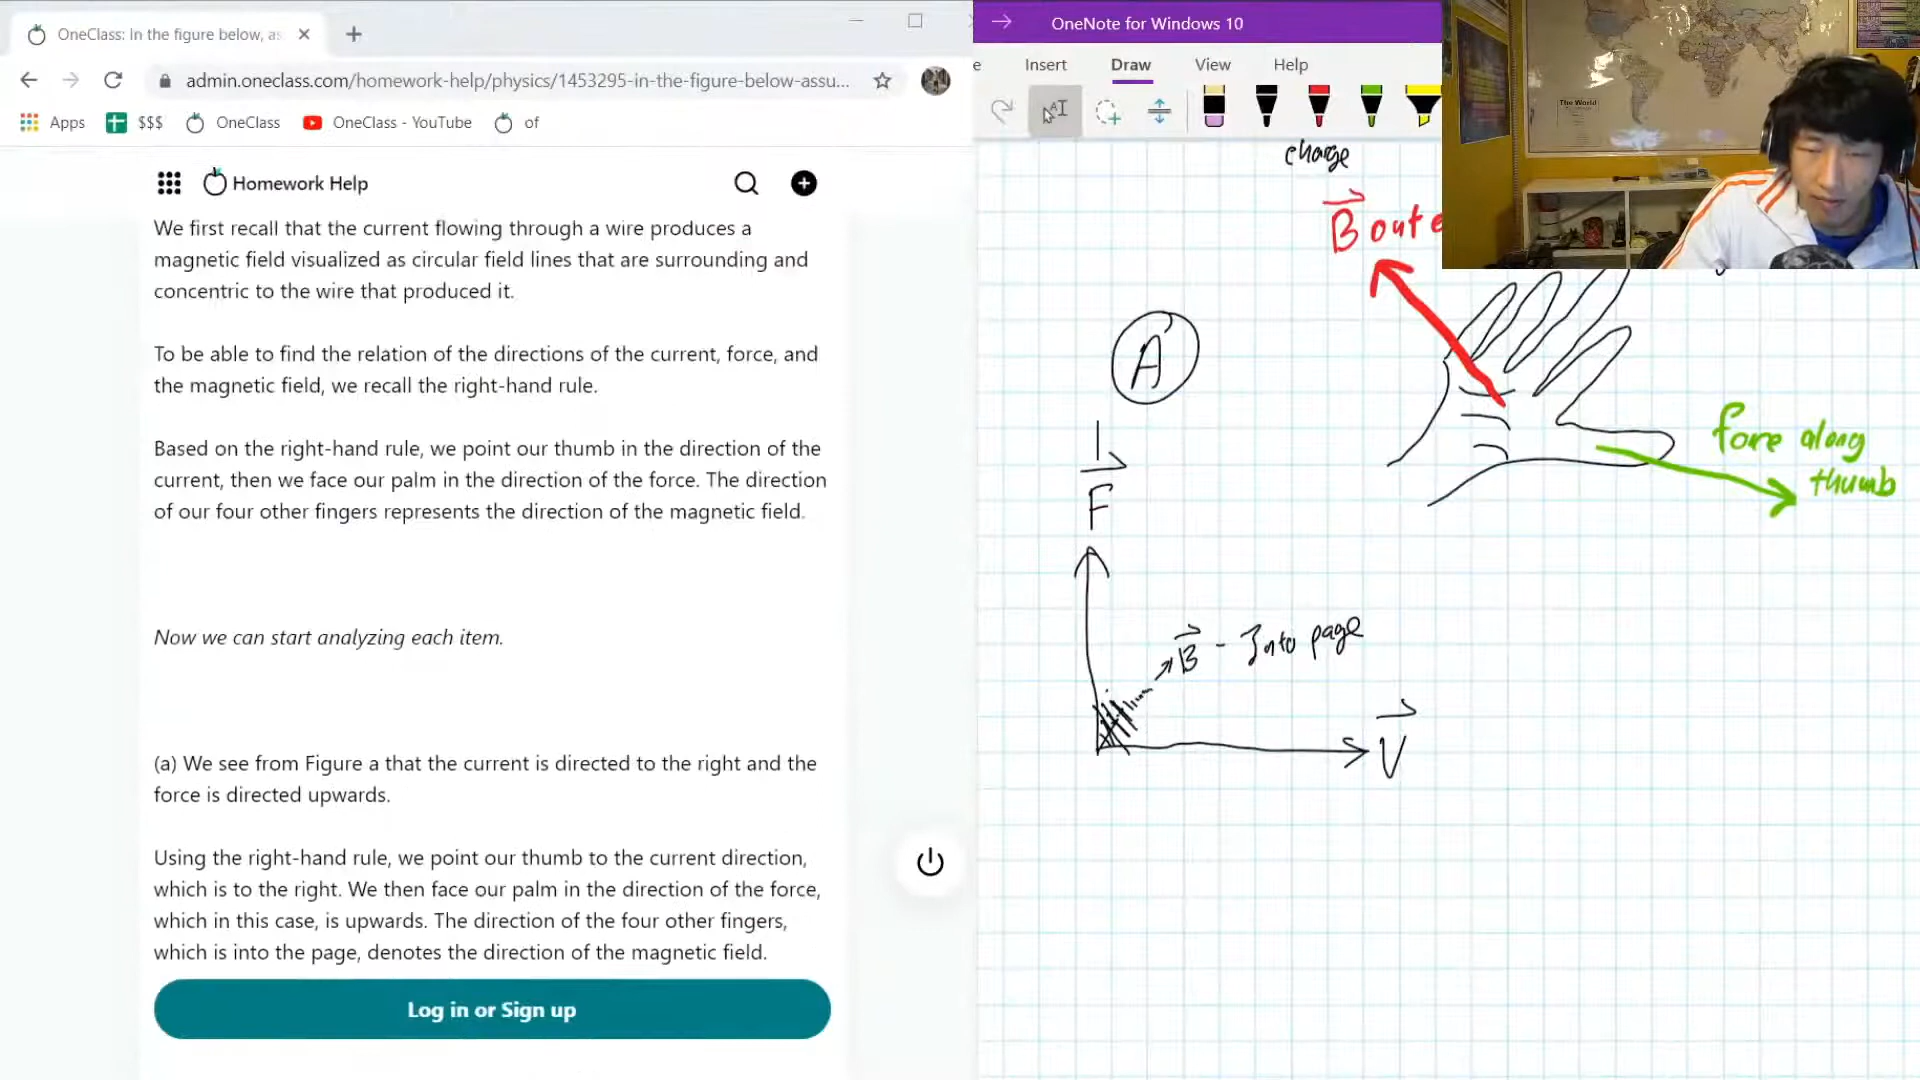 OneClass: In the figure below, as
admin.oneclass.com/homework-help/physics/1453295-in-the-figure-below-assu...
Apps
$$$
OneClass
OneClass - YouTube
of
Homework Help
We first recall that the current flowing through a wire produces a
magnetic field visualized as circular field lines that are surrounding and
concentric to the wire that produced it.
To be able to find the relation of the directions of the current, force, and
the magnetic field, we recall the right-hand rule.
Based on the right-hand rule, we point our thumb in the direction of the
current, then we face our palm in the direction of the force. The direction
of our four other fingers represents the direction of the magnetic field.
Now we can start analyzing each item.
(a) We see from Figure a that the current is directed to the right and the
force is directed upwards.
Using the right-hand rule, we point our thumb to the current direction,
which is to the right. We then face our palm in the direction of the force,
which in this case, is upwards. The direction of the four other fingers,
which is into the page, denotes the direction of the magnetic field.
Log in or Sign up
OneNote for Windows 10
Insert
Draw
View
Help
The World
charge
B oute
A
F
fore along
thumb
B - Into page
V